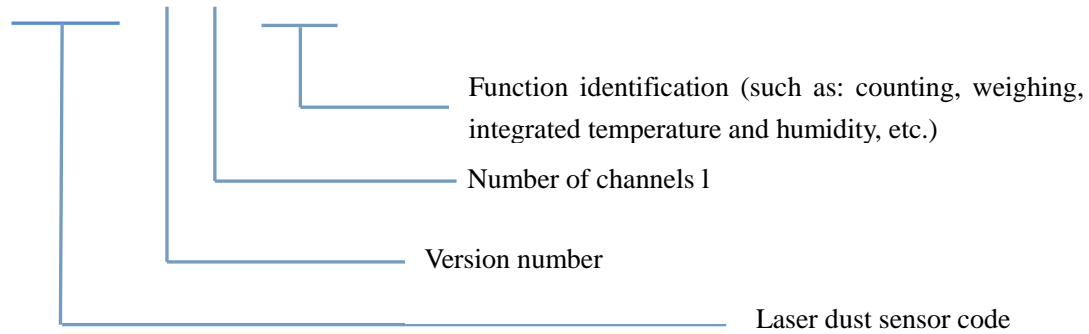 Function identification (such as: counting, weighing,
integrated temperature and humidity, etc.)
Number of channels l
Version number
Laser dust sensor code